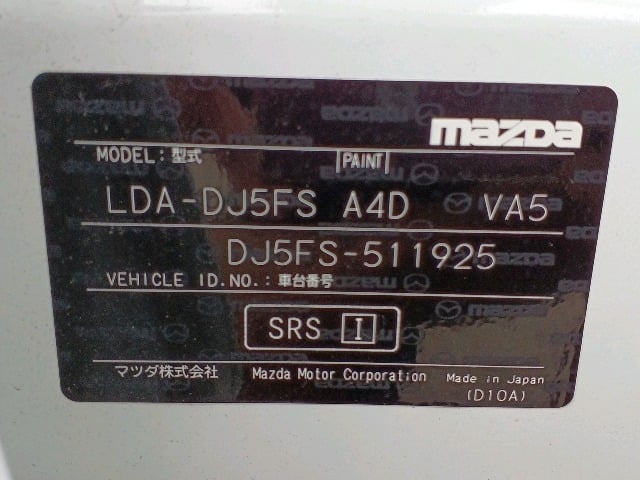 mazda
MODEL：型式 PAINT
LDA-DJ5FS A4D VA5
DJ5FS-511925
VEHICLE ID.NO.：車台番号
SRS I
マツダ株式会社 Mazda Motor Corporation Made in Japan
(D10A)